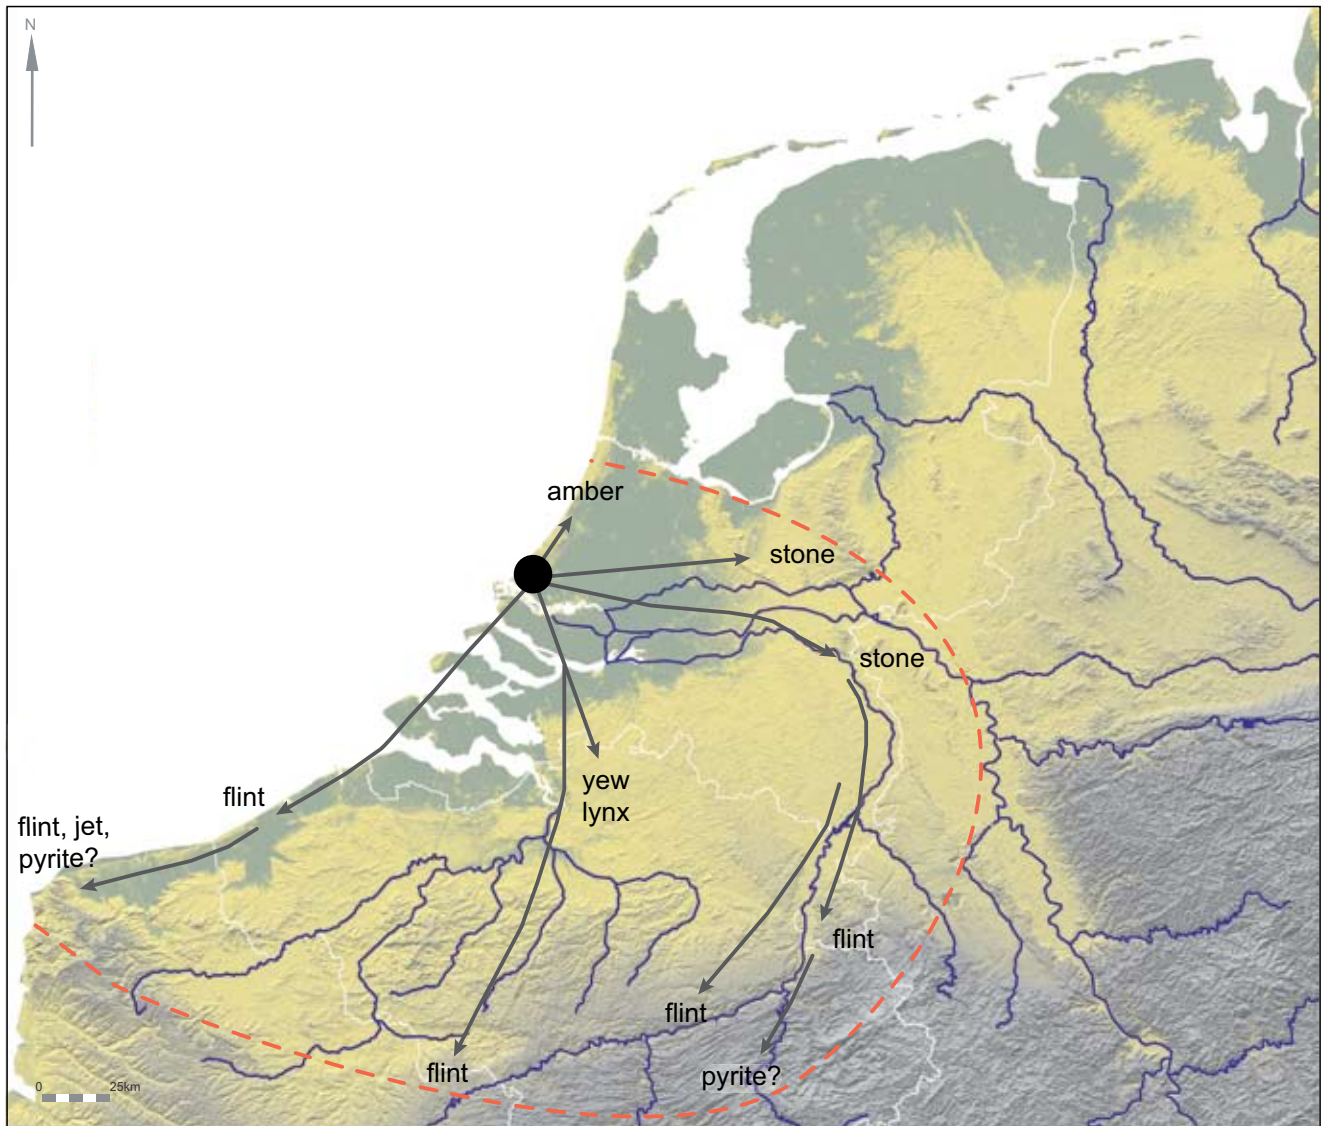 N
amber
stone
stone
yew
lynx
flint
flint, jet,
pyrite?
flint
flint
flint
pyrite?
0 25km